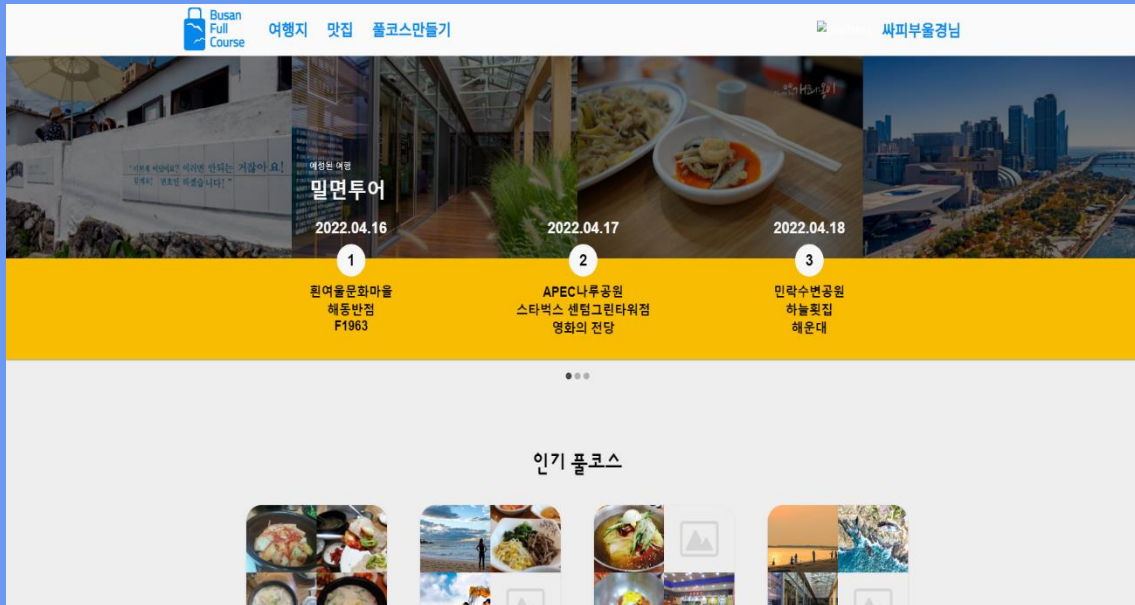 Busan
Full
Course
여행지 맛집 풀코스만들기
싸피부울경님
예정된 여행
밀면투어
2022.04.16
2022.04.17
2022.04.18
1
2
3
흰여울문화마을
해동반점
F1963
APEC나루공원
스타벅스 센텀그린타워점
영화의 전당
민락수변공원
하늘횟집
해운대
인기 풀코스